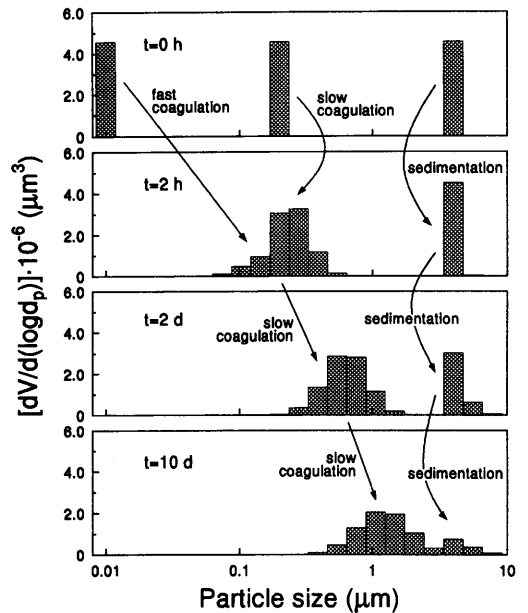 6.0
4.0
2.0
0
t=0 h
fast
coagulation
slow
coagulation
sedimentation
6.0
4.0
2.0
0
t=2 h
6.0
4.0
2.0
0
t=2 d
slow
coagulation
sedimentation
6.0
4.0
2.0
0
t=10 d
slow
coagulation
sedimentation
0.01
0.1
1
10
Particle size (μm)
[dV/d(logdₚ)]·10⁻⁶ (μm³)